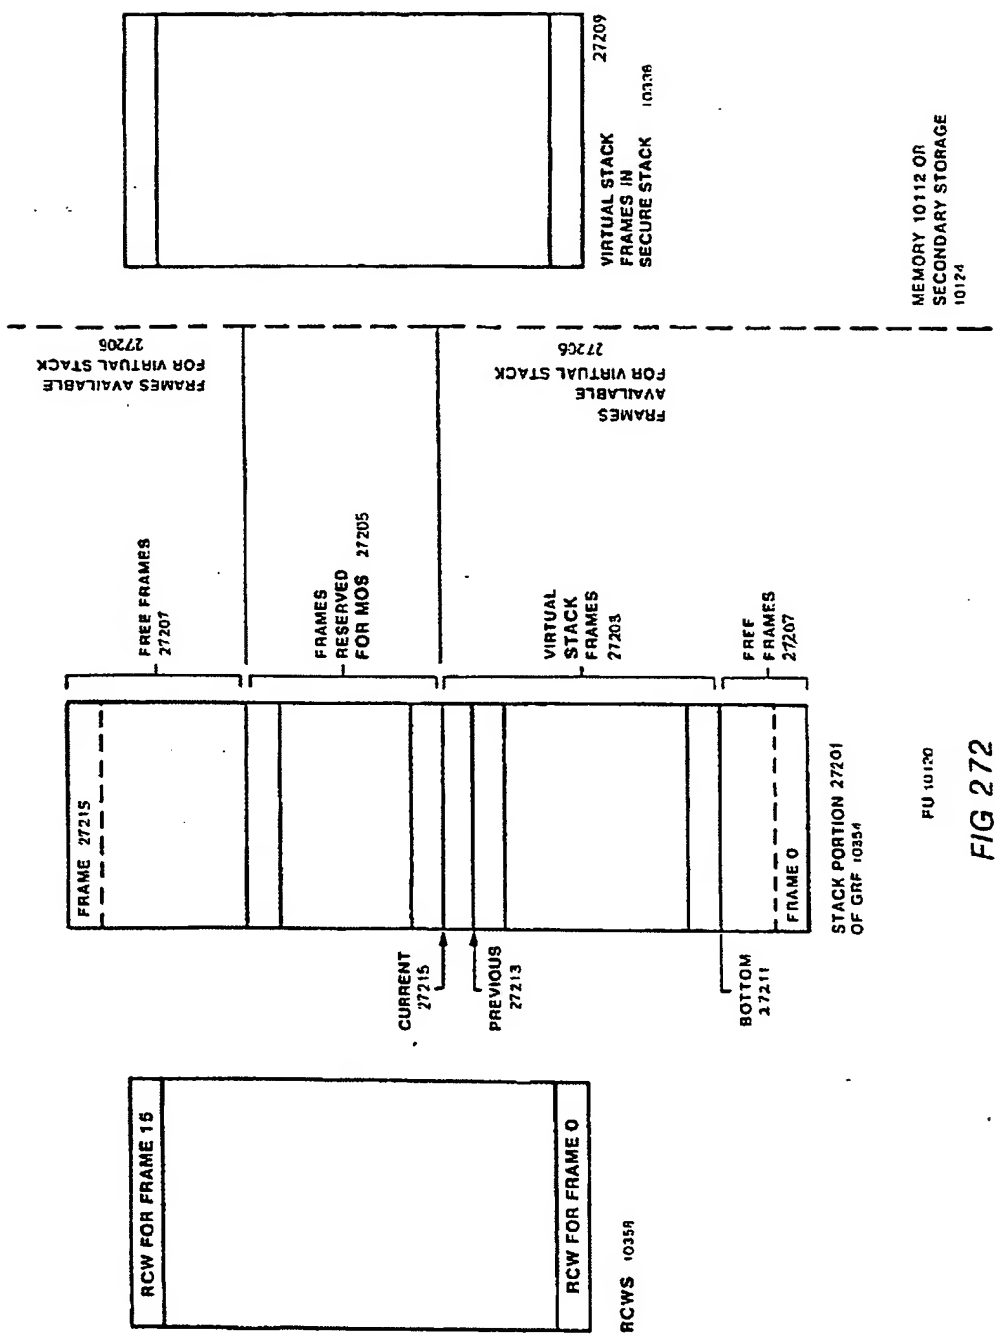 RCW FOR FRAME 15
RCW FOR FRAME 0
RCWS 10358
CURRENT
27215
PREVIOUS
27213
BOTTOM
27211
FRAME 27215
FRAME 0
STACK PORTION 27201
OF GRF 10354
FREE FRAMES
27207
FRAMES
RESERVED
FOR MOS 27205
VIRTUAL
STACK
FRAMES
27203
FREE
FRAMES
27207
FRAMES AVAILABLE
FOR VIRTUAL STACK
27206
FRAMES
AVAILABLE
FOR VIRTUAL STACK
27206
VIRTUAL STACK
FRAMES IN
SECURE STACK 10336
27209
FU 10120
MEMORY 10112 OR
SECONDARY STORAGE
10124
FIG 272